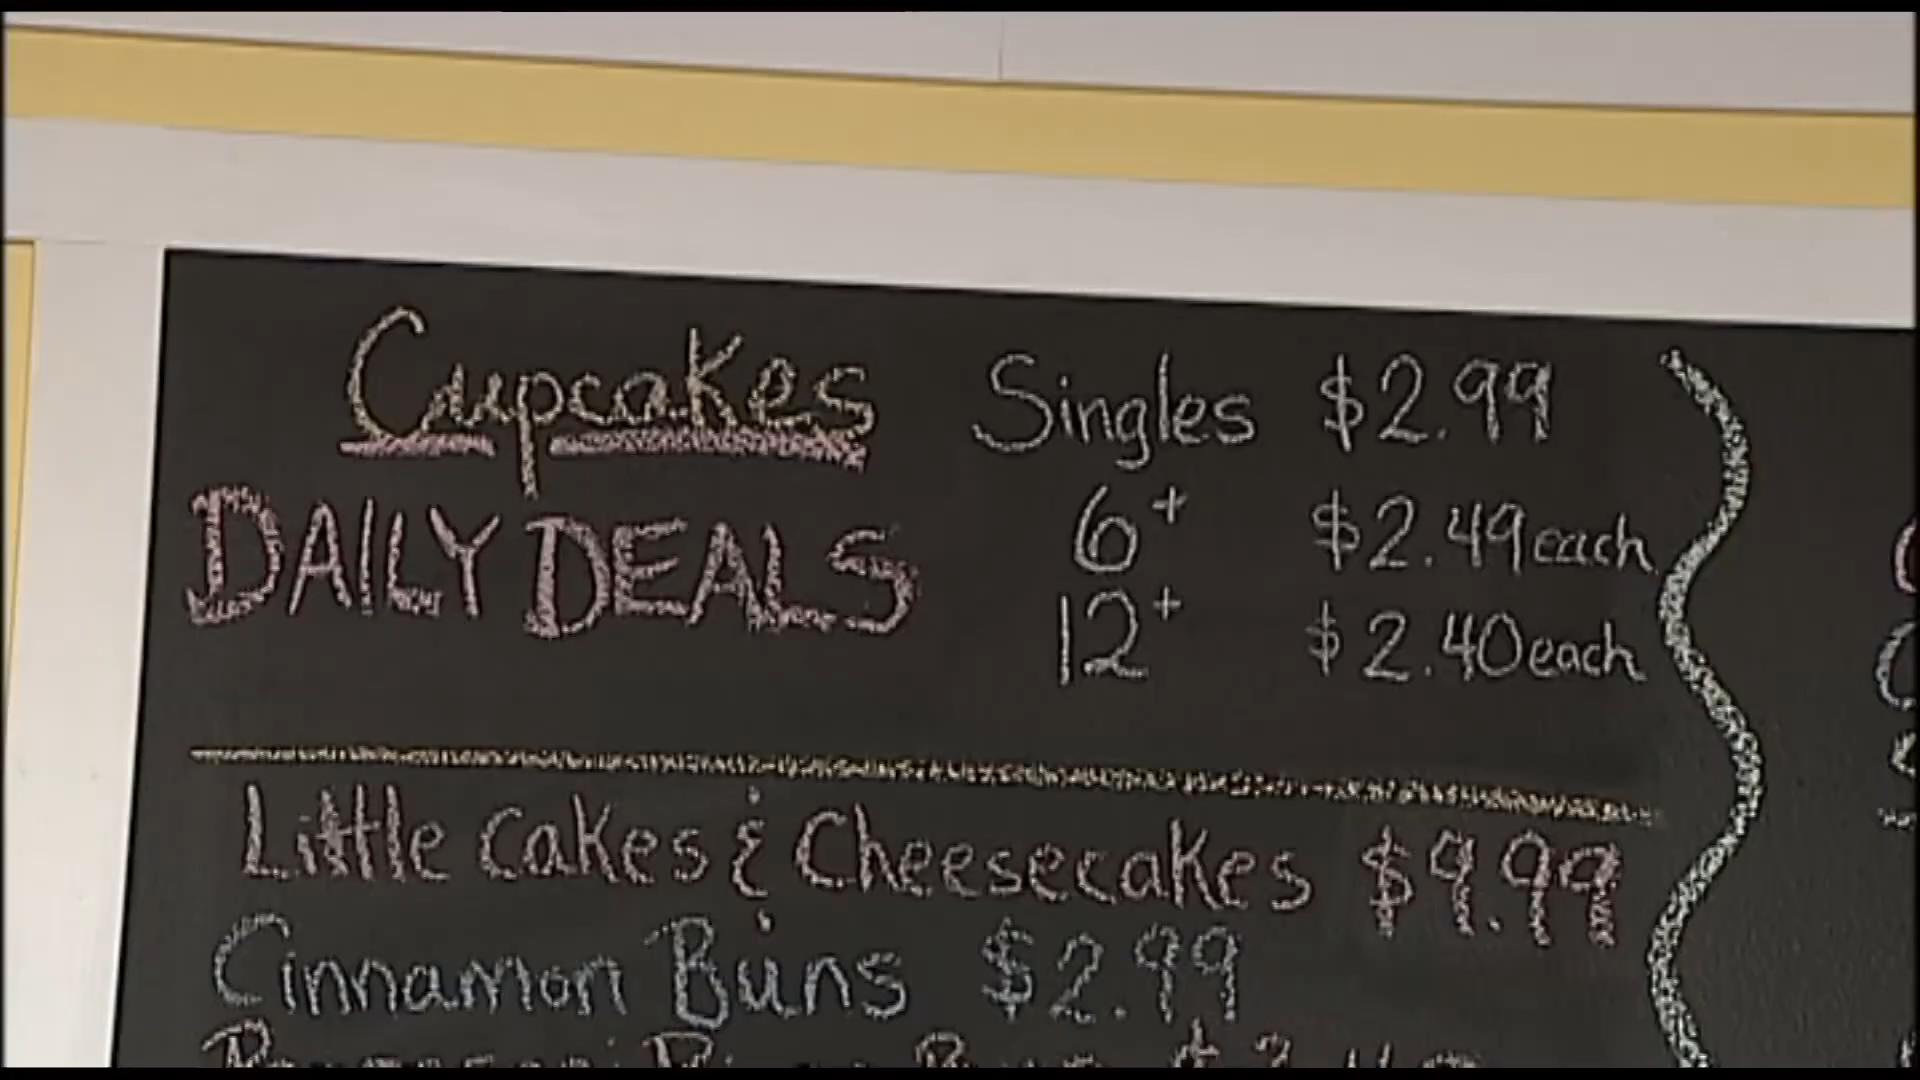 Cupcakes Singles $2.99
DAILY DEALS 6+ $2.49 each
12+ $2.40 each
Little Cakes & Cheesecakes $9.99
Cinnamon Buns $2.99